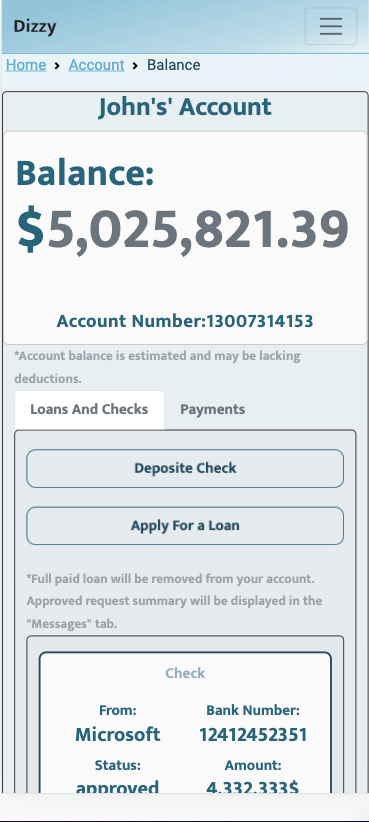 Dizzy
Home › Account › Balance
John's' Account
Balance:
$5,025,821.39
Account Number:13007314153
*Account balance is estimated and may be lacking
deductions.
Loans And Checks Payments
Deposite Check
Apply For a Loan
*Full paid loan will be removed from your account.
Approved request summary will be displayed in the
"Messages" tab.
Check
From: Bank Number:
Microsoft 12412452351
Status: Amount:
approved 4,332,333$